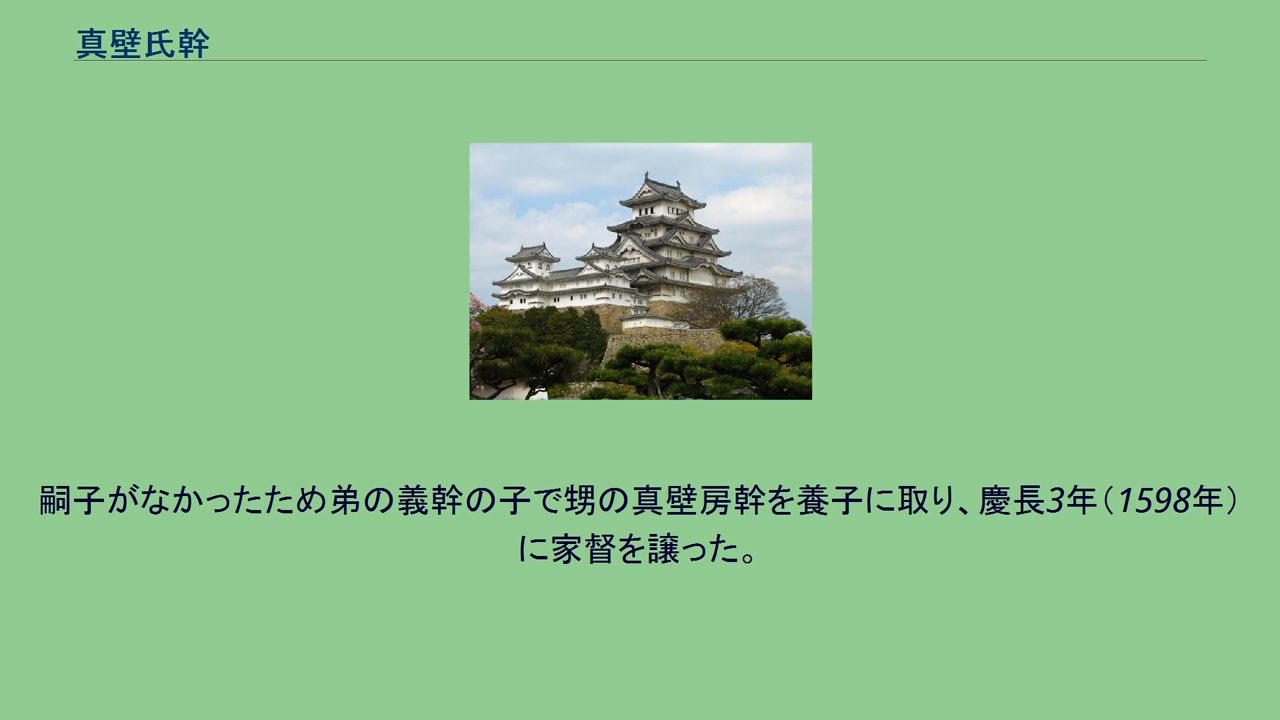 真壁氏幹
嗣子がなかったため弟の義幹の子で甥の真壁房幹を養子に取り、慶長3年（1598年）
に家督を譲った。